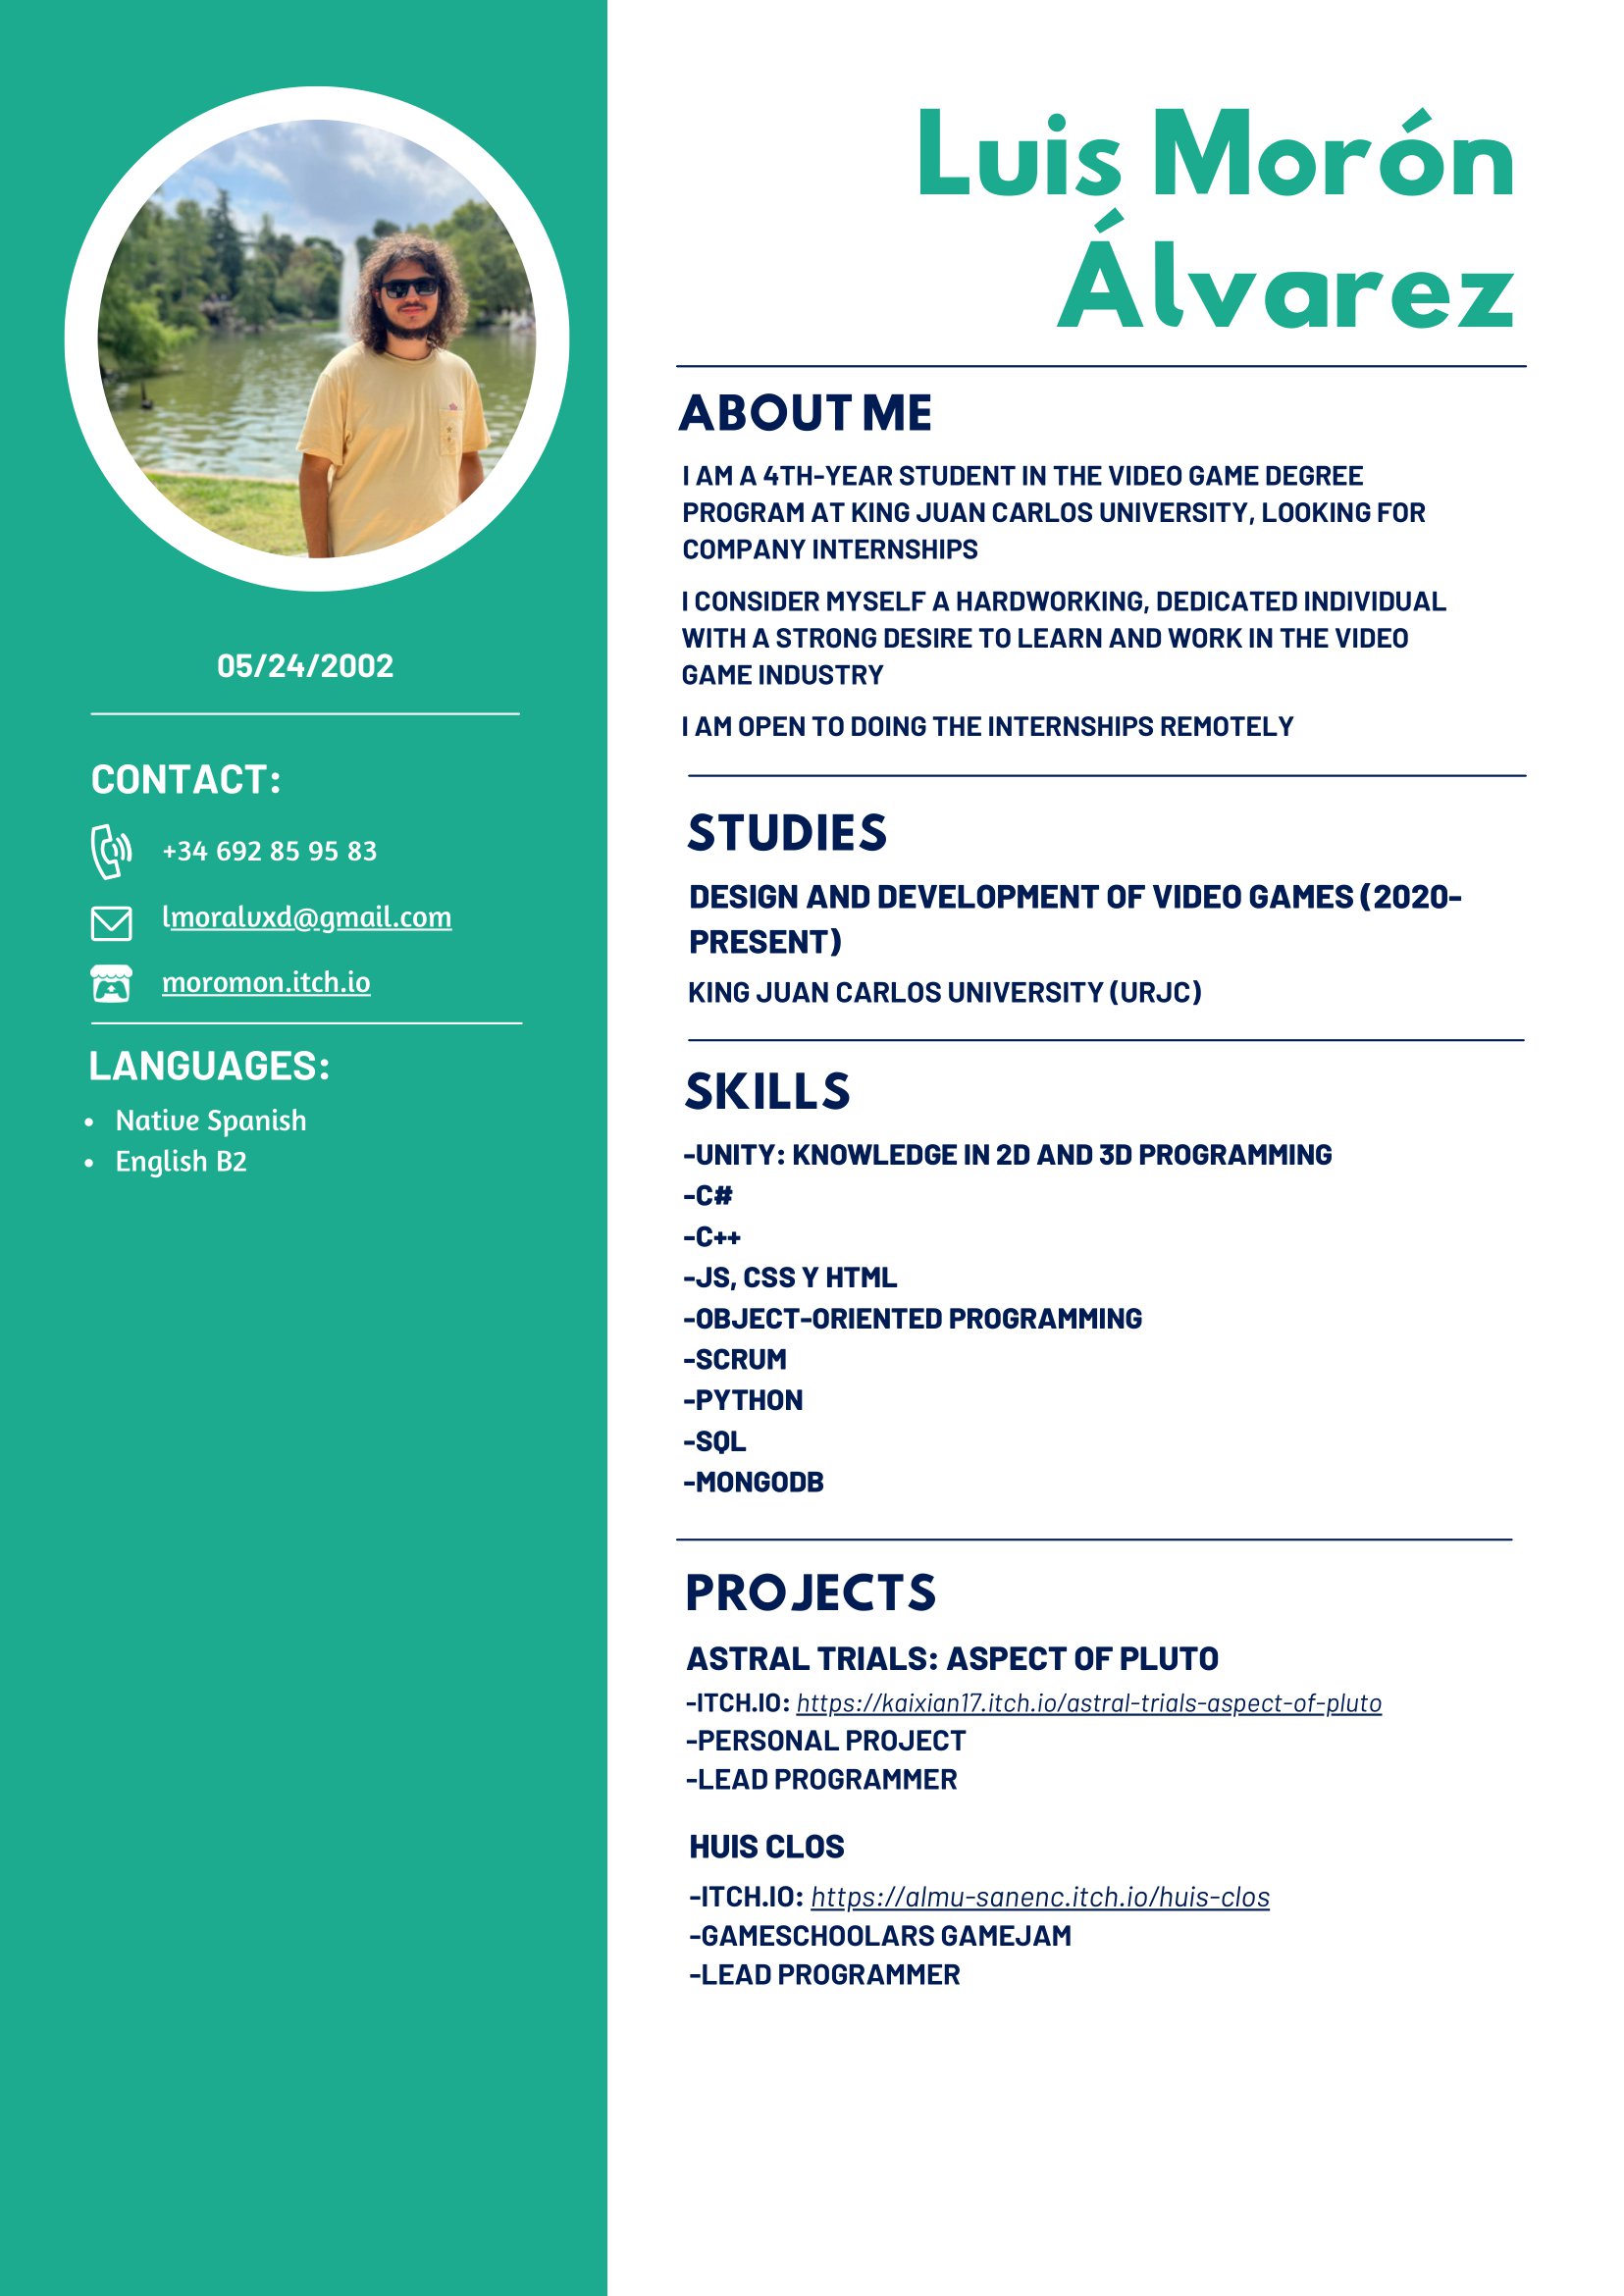 Luis Morón
Álvarez
05/24/2002
CONTACT:
+34 692 85 95 83
lmoralvxd@gmail.com
moromon.itch.io
LANGUAGES:
• Native Spanish
• English B2
ABOUT ME
I AM A 4TH-YEAR STUDENT IN THE VIDEO GAME DEGREE
PROGRAM AT KING JUAN CARLOS UNIVERSITY, LOOKING FOR
COMPANY INTERNSHIPS
I CONSIDER MYSELF A HARDWORKING, DEDICATED INDIVIDUAL
WITH A STRONG DESIRE TO LEARN AND WORK IN THE VIDEO
GAME INDUSTRY
I AM OPEN TO DOING THE INTERNSHIPS REMOTELY
STUDIES
DESIGN AND DEVELOPMENT OF VIDEO GAMES (2020-
PRESENT)
KING JUAN CARLOS UNIVERSITY (URJC)
SKILLS
-UNITY: KNOWLEDGE IN 2D AND 3D PROGRAMMING
-C#
-C++
-JS, CSS Y HTML
-OBJECT-ORIENTED PROGRAMMING
-SCRUM
-PYTHON
-SQL
-MONGODB
PROJECTS
ASTRAL TRIALS: ASPECT OF PLUTO
-ITCH.IO: https://kaixian17.itch.io/astral-trials-aspect-of-pluto
-PERSONAL PROJECT
-LEAD PROGRAMMER
HUIS CLOS
-ITCH.IO: https://almu-sanenc.itch.io/huis-clos
-GAMESCHOOLARS GAMEJAM
-LEAD PROGRAMMER